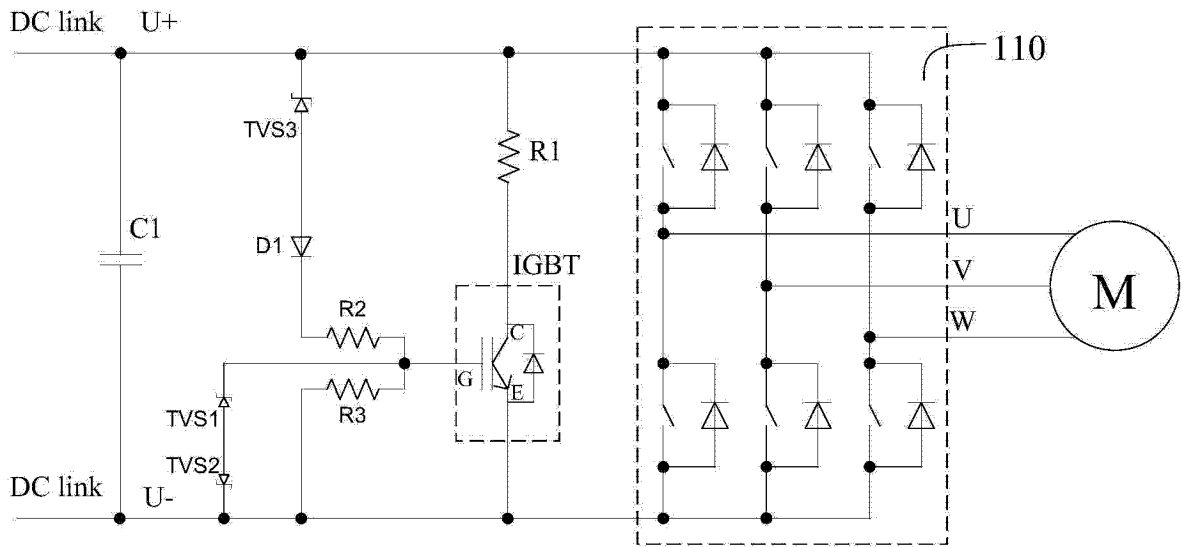 DC link U+
110
TVS3
R1
C1
D1
U
IGBT
V
M
R2
C
W
G
E
R3
TVS1
TVS2
DC link U-